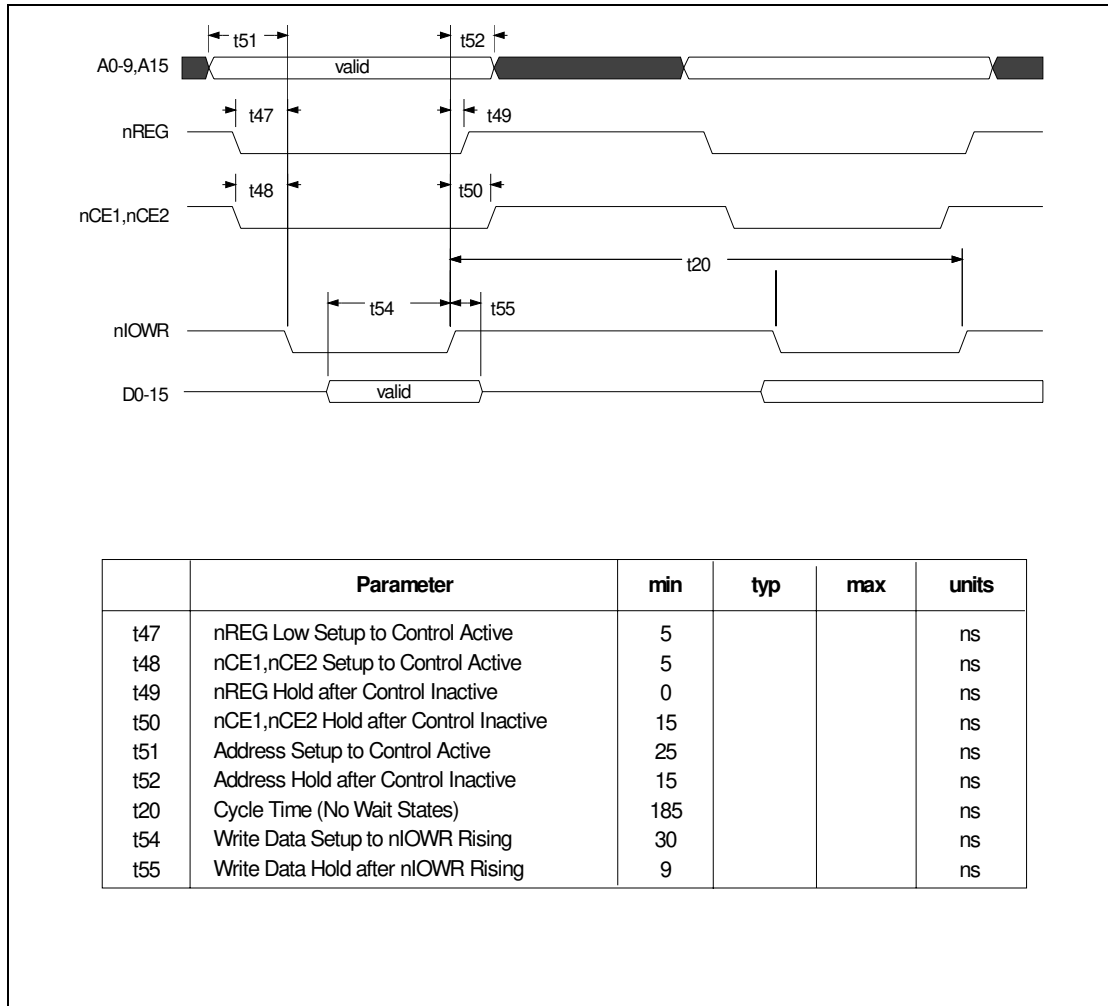 t51 t52
A0-9,A15 valid
t47 t49
nREG
t48 t50
nCE1,nCE2
t20
t54 t55
nIOWR
D0-15 valid
Parameter min typ max units
t47 nREG Low Setup to Control Active 5 ns
t48 nCE1,nCE2 Setup to Control Active 5 ns
t49 nREG Hold after Control Inactive 0 ns
t50 nCE1,nCE2 Hold after Control Inactive 15 ns
t51 Address Setup to Control Active 25 ns
t52 Address Hold after Control Inactive 15 ns
t20 Cycle Time (No Wait States) 185 ns
t54 Write Data Setup to nIOWR Rising 30 ns
t55 Write Data Hold after nIOWR Rising 9 ns